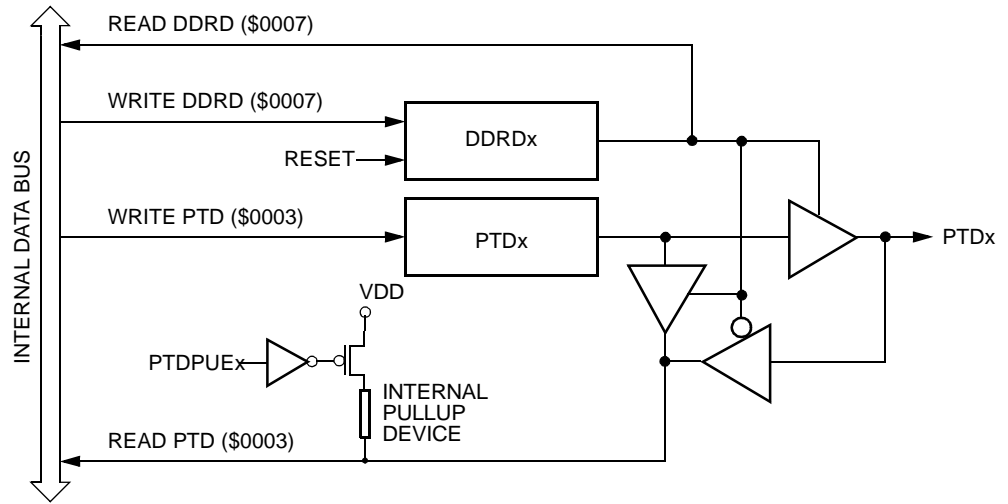 READ DDRD ($0007)
WRITE DDRD ($0007)
DDRDx
RESET
WRITE PTD ($0003)
PTDx
PTDx
INTERNAL DATA BUS
VDD
PTDPUEx
INTERNAL
PULLUP
DEVICE
READ PTD ($0003)